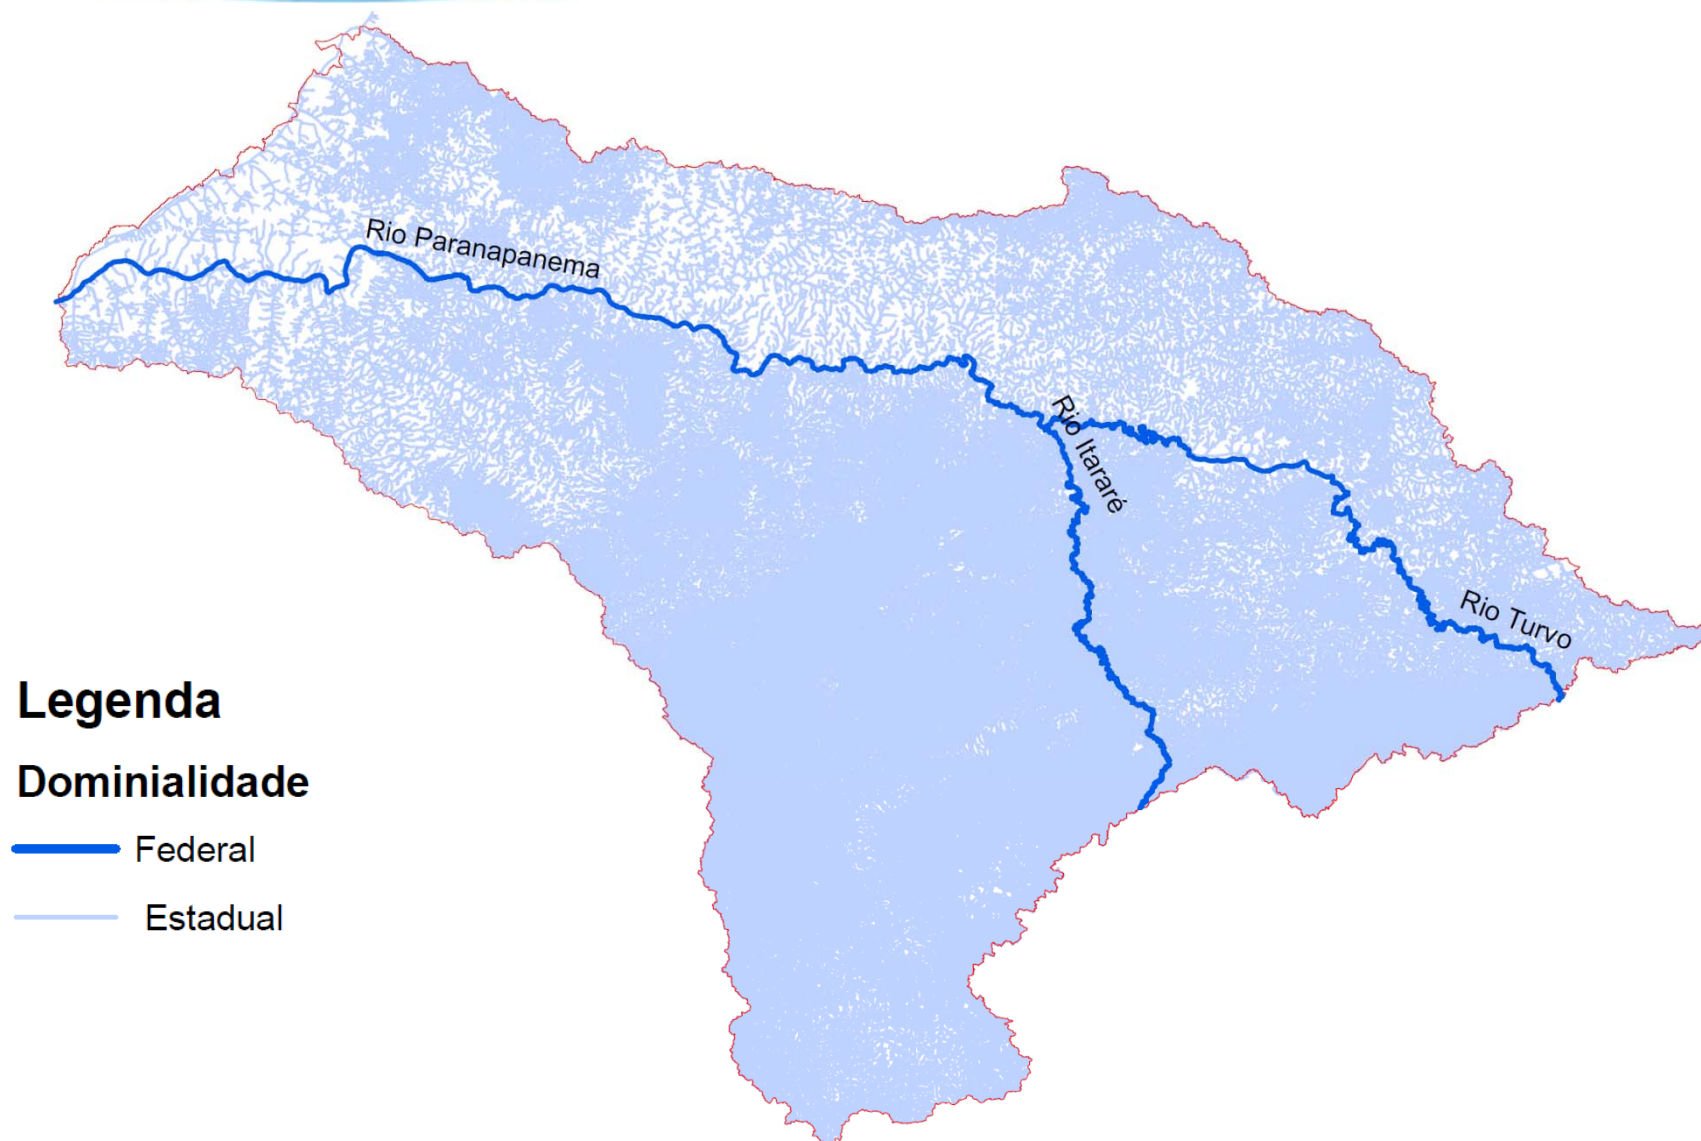 Rio Paranapanema
Rio Itararé
Rio Turvo
Legenda
Dominialidade
Federal
Estadual